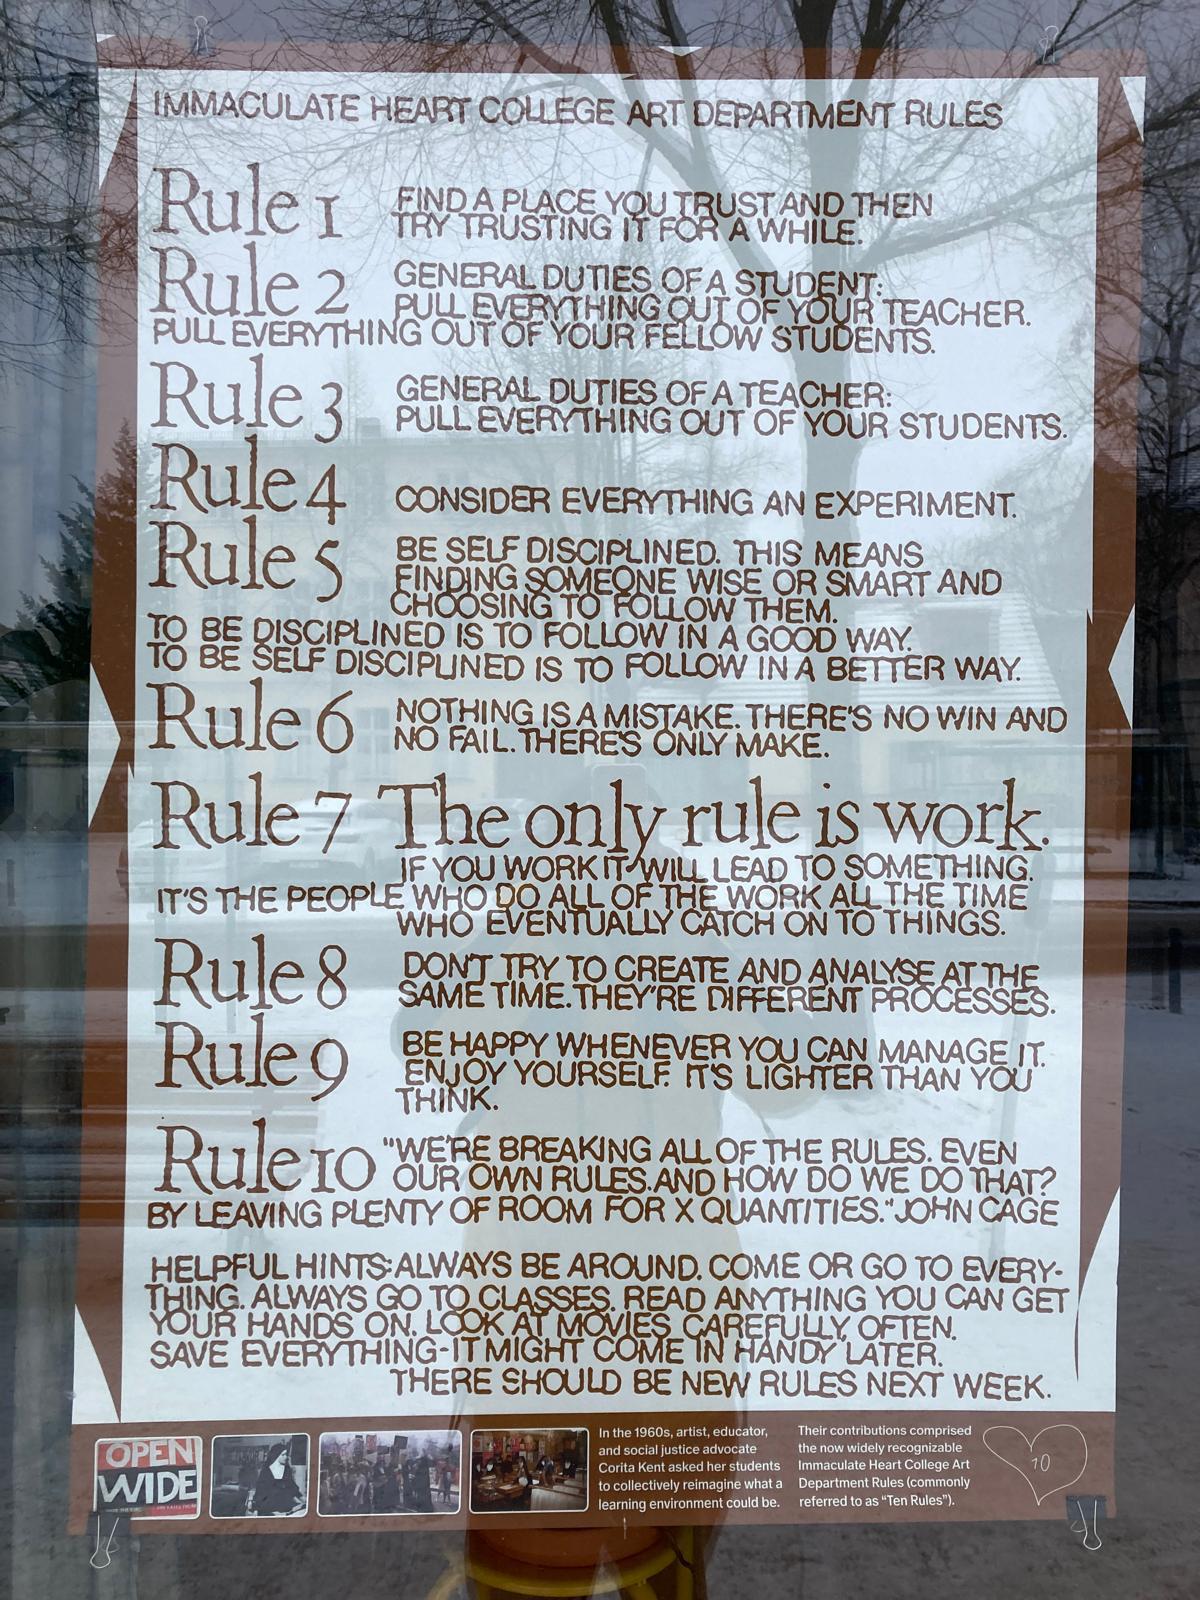 IMMACULATE HEART COLLEGE ART DEPARTMENT RULES
Rule 1 FIND A PLACE YOU TRUST AND THEN
TRY TRUSTING IT FOR A WHILE.
Rule 2 GENERAL DUTIES OF A STUDENT:
PULL EVERYTHING OUT OF YOUR TEACHER.
PULL EVERYTHING OUT OF YOUR FELLOW STUDENTS.
Rule 3 GENERAL DUTIES OF A TEACHER:
PULL EVERYTHING OUT OF YOUR STUDENTS.
Rule 4 CONSIDER EVERYTHING AN EXPERIMENT.
Rule 5 BE SELF DISCIPLINED. THIS MEANS
FINDING SOMEONE WISE OR SMART AND
CHOOSING TO FOLLOW THEM.
TO BE DISCIPLINED IS TO FOLLOW IN A GOOD WAY.
TO BE SELF DISCIPLINED IS TO FOLLOW IN A BETTER WAY.
Rule 6 NOTHING IS A MISTAKE. THERE'S NO WIN AND
NO FAIL. THERE'S ONLY MAKE.
Rule 7 The only rule is work.
IF YOU WORK IT WILL LEAD TO SOMETHING.
IT'S THE PEOPLE WHO DO ALL OF THE WORK ALL THE TIME
WHO EVENTUALLY CATCH ON TO THINGS.
Rule 8 DON'T TRY TO CREATE AND ANALYSE AT THE
SAME TIME. THEY'RE DIFFERENT PROCESSES.
Rule 9 BE HAPPY WHENEVER YOU CAN MANAGE IT.
ENJOY YOURSELF. IT'S LIGHTER THAN YOU
THINK.
Rule 10 "WE'RE BREAKING ALL OF THE RULES. EVEN
OUR OWN RULES. AND HOW DO WE DO THAT?
BY LEAVING PLENTY OF ROOM FOR X QUANTITIES." JOHN CAGE
HELPFUL HINTS: ALWAYS BE AROUND. COME OR GO TO EVERY-
THING. ALWAYS GO TO CLASSES. READ ANYTHING YOU CAN GET
YOUR HANDS ON. LOOK AT MOVIES CAREFULLY, OFTEN.
SAVE EVERYTHING-IT MIGHT COME IN HANDY LATER.
THERE SHOULD BE NEW RULES NEXT WEEK.
OPEN
WIDE
In the 1960s, artist, educator,
and social justice advocate
Corita Kent asked her students
to collectively reimagine what a
learning environment could be.
Their contributions comprised
the now widely recognizable
Immaculate Heart College Art
Department Rules (commonly
referred to as "Ten Rules").
10